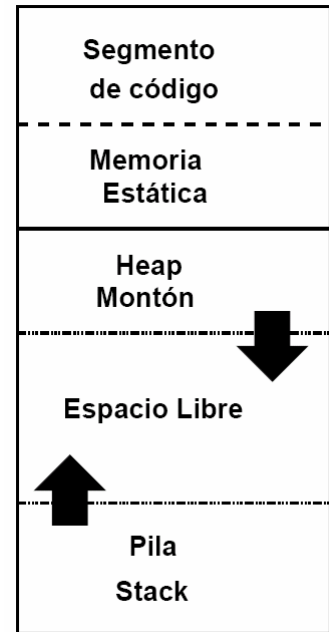 Segmento
de código
Memoria
Estática
Heap
Montón
Espacio Libre
Pila
Stack